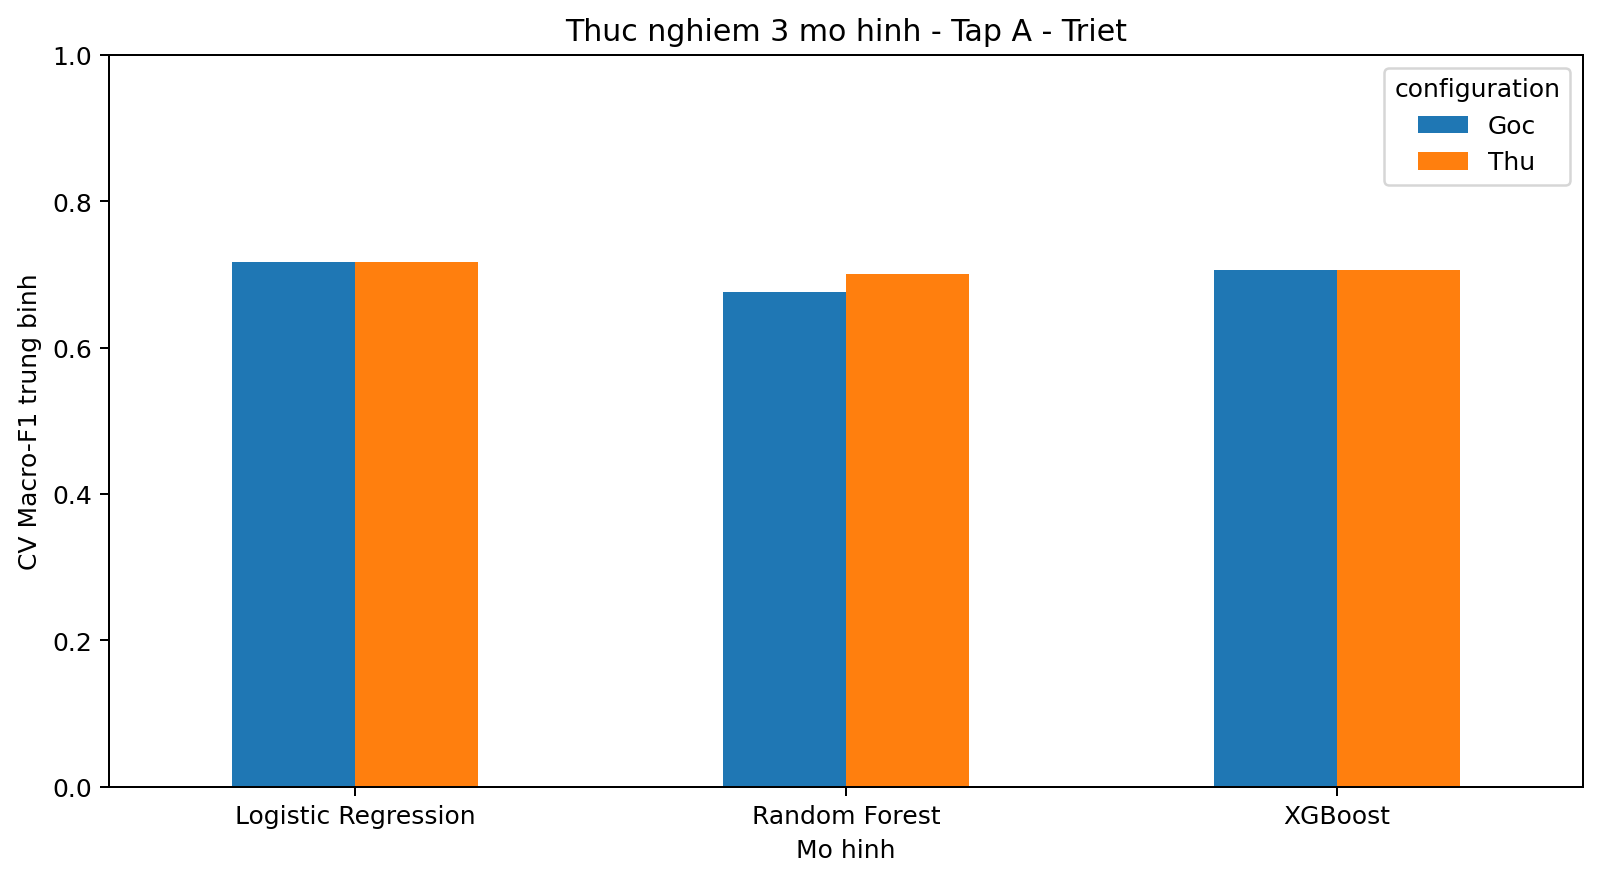 Thuc nghiem 3 mo hinh - Tap A - Triet
1.0
0.8
0.6
0.4
0.2
0.0
CV Macro-F1 trung binh
configuration
Goc
Thu
Logistic Regression
Random Forest
XGBoost
Mo hinh